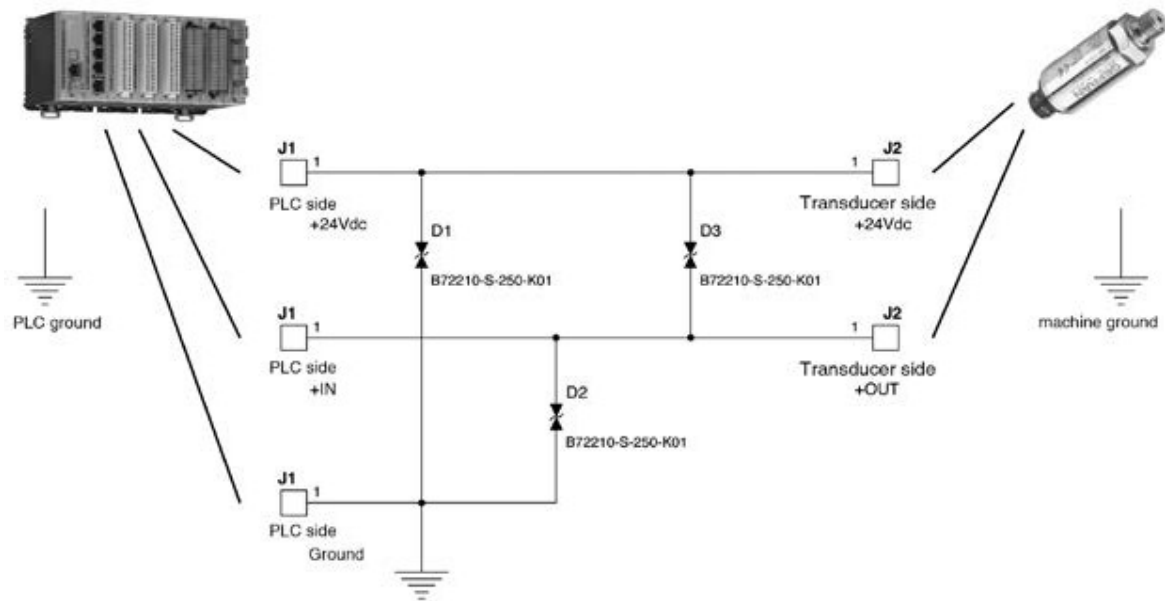 J1
1
PLC side
+24Vdc
1
J2
Transducer side
+24Vdc
D1
B72210-S-250-K01
D3
B72210-S-250-K01
PLC ground
machine ground
J1
1
PLC side
+IN
1
J2
Transducer side
+OUT
D2
B72210-S-250-K01
J1
1
PLC side
Ground